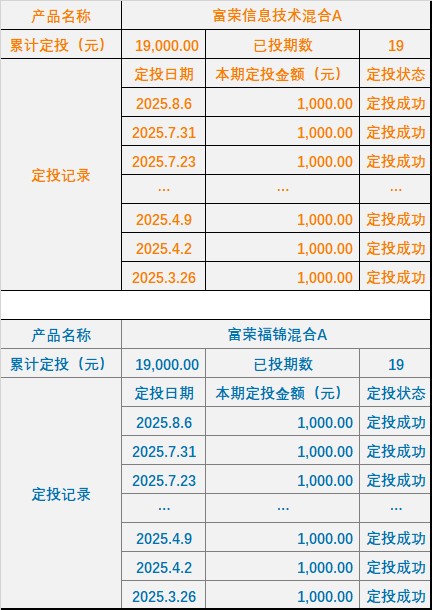 产品名称 富荣信息技术混合A
累计定投（元） 19,000.00 已投期数 19
定投日期 本期定投金额（元） 定投状态
2025.8.6 1,000.00 定投成功
2025.7.31 1,000.00 定投成功
2025.7.23 1,000.00 定投成功
定投记录 … … …
2025.4.9 1,000.00 定投成功
2025.4.2 1,000.00 定投成功
2025.3.26 1,000.00 定投成功
产品名称 富荣福锦混合A
累计定投（元） 19,000.00 已投期数 19
定投日期 本期定投金额（元） 定投状态
2025.8.6 1,000.00 定投成功
2025.7.31 1,000.00 定投成功
2025.7.23 1,000.00 定投成功
定投记录 … … …
2025.4.9 1,000.00 定投成功
2025.4.2 1,000.00 定投成功
2025.3.26 1,000.00 定投成功